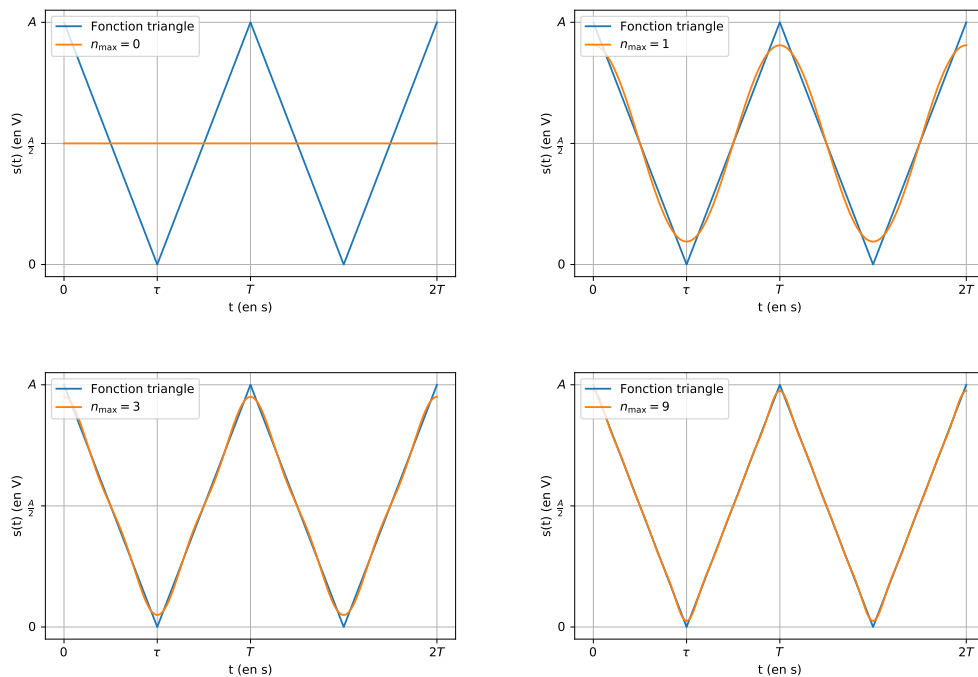 A
Fonction triangle
n_max = 0
s(t) (en V)
A/2
0
0 τ T 2T
t (en s)
A
Fonction triangle
n_max = 1
s(t) (en V)
A/2
0
0 τ T 2T
t (en s)
A
Fonction triangle
n_max = 3
s(t) (en V)
A/2
0
0 τ T 2T
t (en s)
A
Fonction triangle
n_max = 9
s(t) (en V)
A/2
0
0 τ T 2T
t (en s)